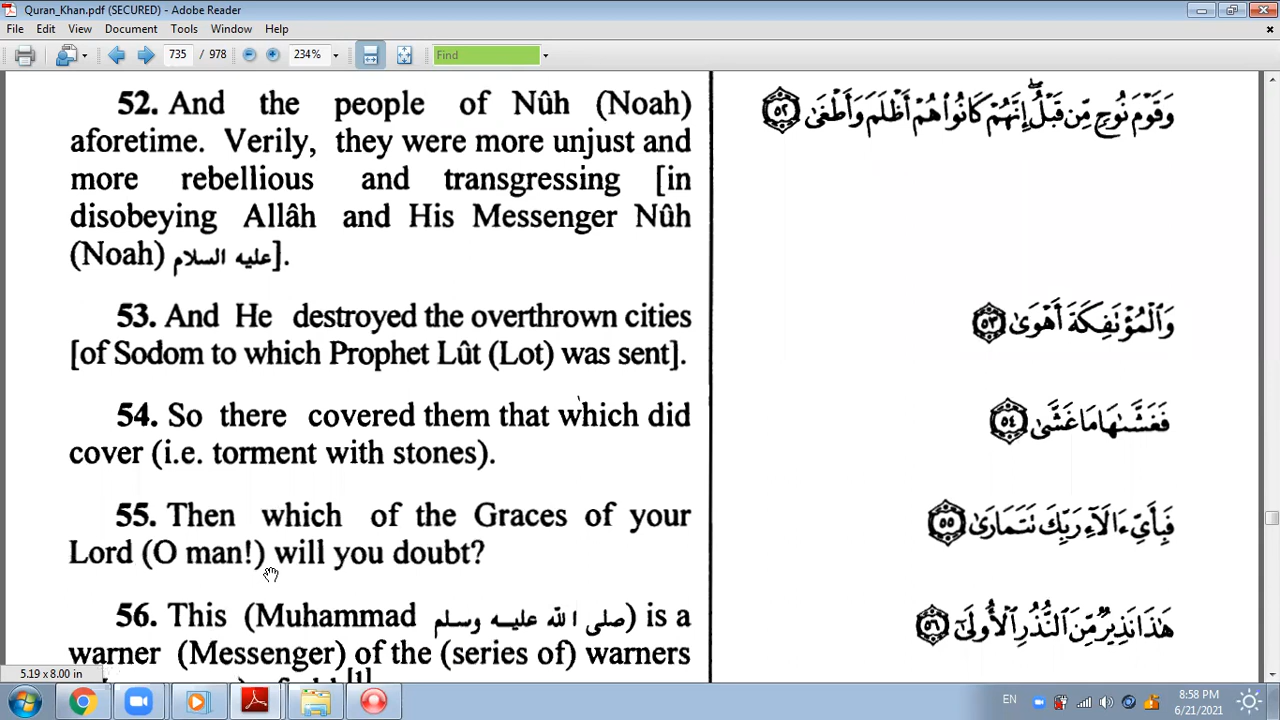 Quran_Khan.pdf (SECURED) - Adobe Reader
File Edit View Document Tools Window Help
735 / 978 234% Find
52. And the people of Nûh (Noah)
aforetime. Verily, they were more unjust and
more rebellious and transgressing [in
disobeying Allâh and His Messenger Nûh
(Noah) عليه السلام].
وَقَوْمَ نُوحٍ مِّن قَبْلُ ۖ إِنَّهُمْ كَانُوا۟ هُمْ أَظْلَمَ وَأَطْغَىٰ ٥٢
53. And He destroyed the overthrown cities
[of Sodom to which Prophet Lût (Lot) was sent].
وَٱلْمُؤْتَفِكَةَ أَهْوَىٰ ٥٣
54. So there covered them that which did
cover (i.e. torment with stones).
فَغَشَّىٰهَا مَا غَشَّىٰ ٥٤
55. Then which of the Graces of your
Lord (O man!) will you doubt?
فَبِأَىِّ ءَالَآءِ رَبِّكَ تَتَمَارَىٰ ٥٥
56. This (Muhammad صلى الله عليه وسلم) is a
warner (Messenger) of the (series of) warners
هَٰذَا نَذِيرٌ مِّنَ ٱلنُّذُرِ ٱلْأُولَىٰٓ ٥٦
5.19 x 8.00 in
EN
8:58 PM
6/21/2021